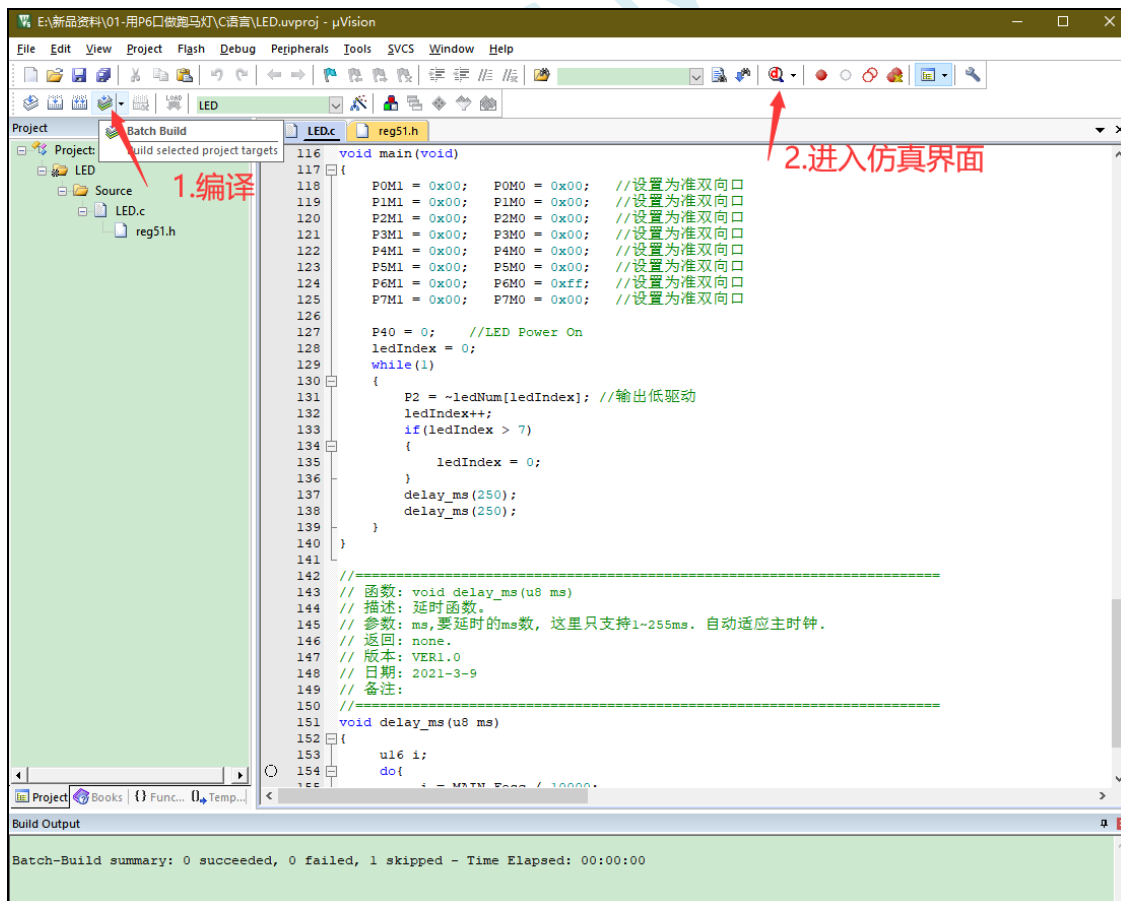 E:\新品资料\01-用P6口做跑马灯\C语言\LED.uvproj - µVision
File Edit View Project Flash Debug Peripherals Tools SVCS Window Help
LED
Project
Batch Build
Build selected project targets
LED.c reg51.h
Project:
LED
Source
LED.c
reg51.h
1.编译
2.进入仿真界面
116 void main(void)
117 {
118 P0M1 = 0x00; P0M0 = 0x00; //设置为准双向口
119 P1M1 = 0x00; P1M0 = 0x00; //设置为准双向口
120 P2M1 = 0x00; P2M0 = 0x00; //设置为准双向口
121 P3M1 = 0x00; P3M0 = 0x00; //设置为准双向口
122 P4M1 = 0x00; P4M0 = 0x00; //设置为准双向口
123 P5M1 = 0x00; P5M0 = 0x00; //设置为准双向口
124 P6M1 = 0x00; P6M0 = 0xff; //设置为准双向口
125 P7M1 = 0x00; P7M0 = 0x00; //设置为准双向口
126
127 P40 = 0; //LED Power On
128 ledIndex = 0;
129 while(1)
130 {
131 P2 = ~ledNum[ledIndex]; //输出低驱动
132 ledIndex++;
133 if(ledIndex > 7)
134 {
135 ledIndex = 0;
136 }
137 delay_ms(250);
138 delay_ms(250);
139 }
140 }
141
142 //========================================================================
143 // 函数: void delay_ms(u8 ms)
144 // 描述: 延时函数。
145 // 参数: ms,要延时的ms数, 这里只支持1~255ms. 自动适应主时钟.
146 // 返回: none.
147 // 版本: VER1.0
148 // 日期: 2021-3-9
149 // 备注:
150 //========================================================================
151 void delay_ms(u8 ms)
152 {
153 u16 i;
154 do{
155 i = MAIN_Fosc / 10000;
Project Books {} Func... Temp...
Build Output
Batch-Build summary: 0 succeeded, 0 failed, 1 skipped - Time Elapsed: 00:00:00